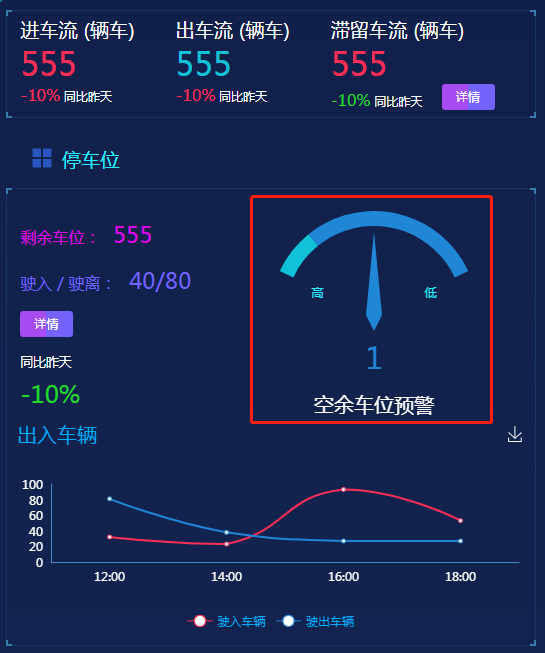 进车流 (辆车) 出车流 (辆车) 滞留车流 (辆车)
555 555 555
-10% 同比昨天 -10% 同比昨天 -10% 同比昨天 详情
停车位
剩余车位： 555
驶入 / 驶离： 40/80
详情
同比昨天
-10%
高 低
1
空余车位预警
出入车辆
100
80
60
40
20
0
12:00 14:00 16:00 18:00
驶入车辆 驶出车辆